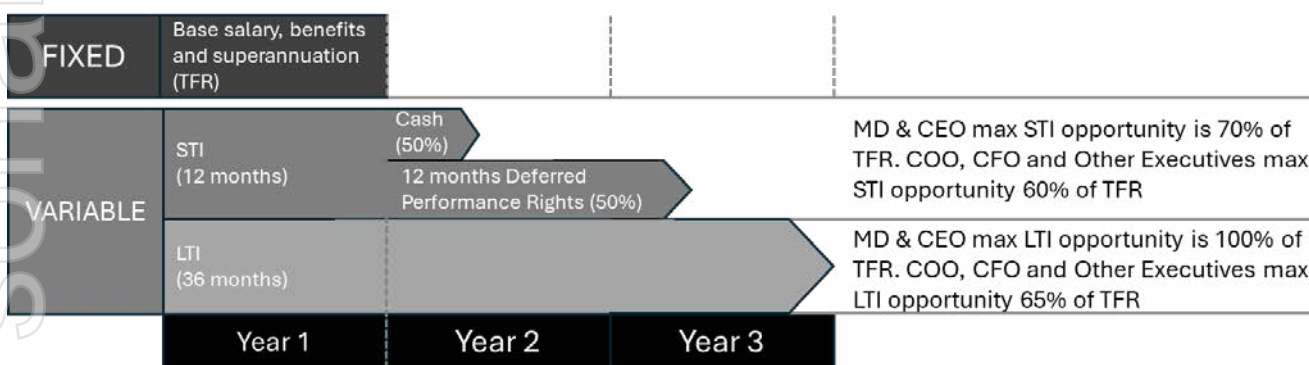 FIXED
Base salary, benefits
and superannuation
(TFR)
VARIABLE
STI
(12 months)
Cash
(50%)
12 months Deferred
Performance Rights (50%)
MD & CEO max STI opportunity is 70% of
TFR. COO, CFO and Other Executives max
STI opportunity 60% of TFR
LTI
(36 months)
MD & CEO max LTI opportunity is 100% of
TFR. COO, CFO and Other Executives max
LTI opportunity 65% of TFR
Year 1
Year 2
Year 3